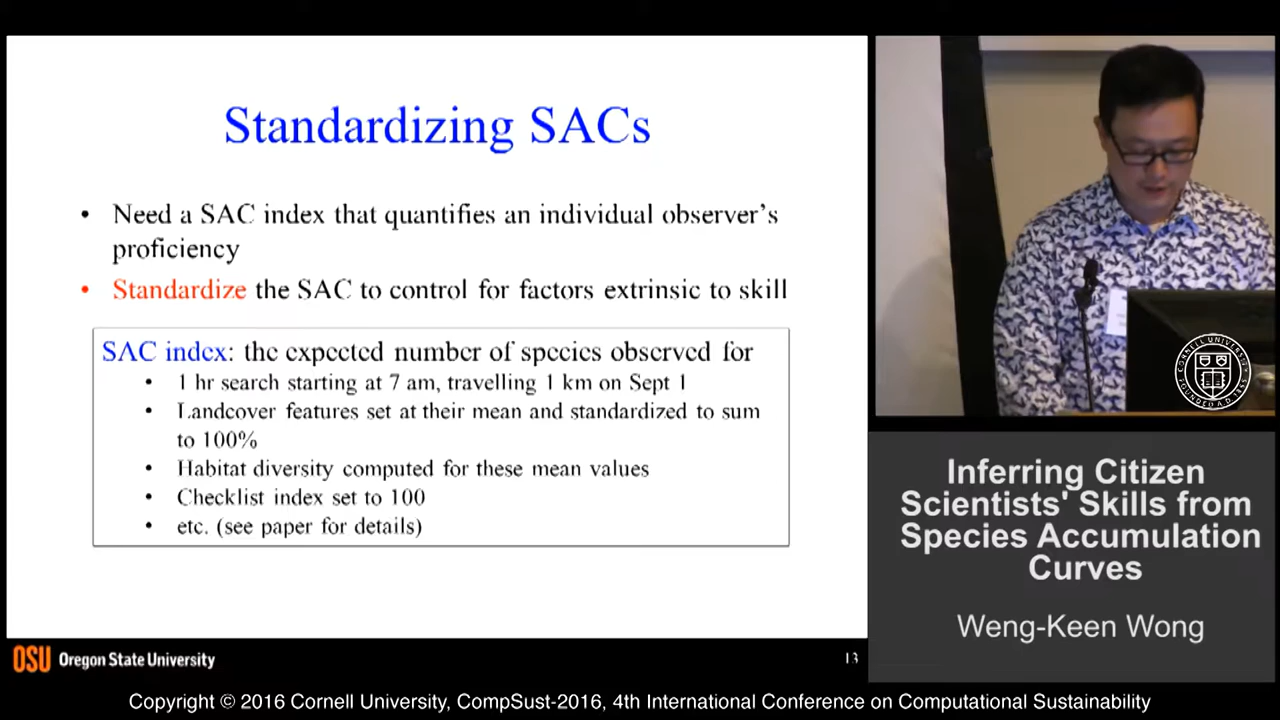 Standardizing SACs
• Need a SAC index that quantifies an individual observer's
proficiency
• Standardize the SAC to control for factors extrinsic to skill
SAC index: the expected number of species observed for
• 1 hr search starting at 7 am, travelling 1 km on Sept 1
• Landcover features set at their mean and standardized to sum
to 100%
• Habitat diversity computed for these mean values
• Checklist index set to 100
• etc. (see paper for details)
OSU Oregon State University
13
CORNELL UNIVERSITY
FOUNDED A.D. 1865
Inferring Citizen
Scientists' Skills from
Species Accumulation
Curves
Weng-Keen Wong
Copyright © 2016 Cornell University, CompSust-2016, 4th International Conference on Computational Sustainability